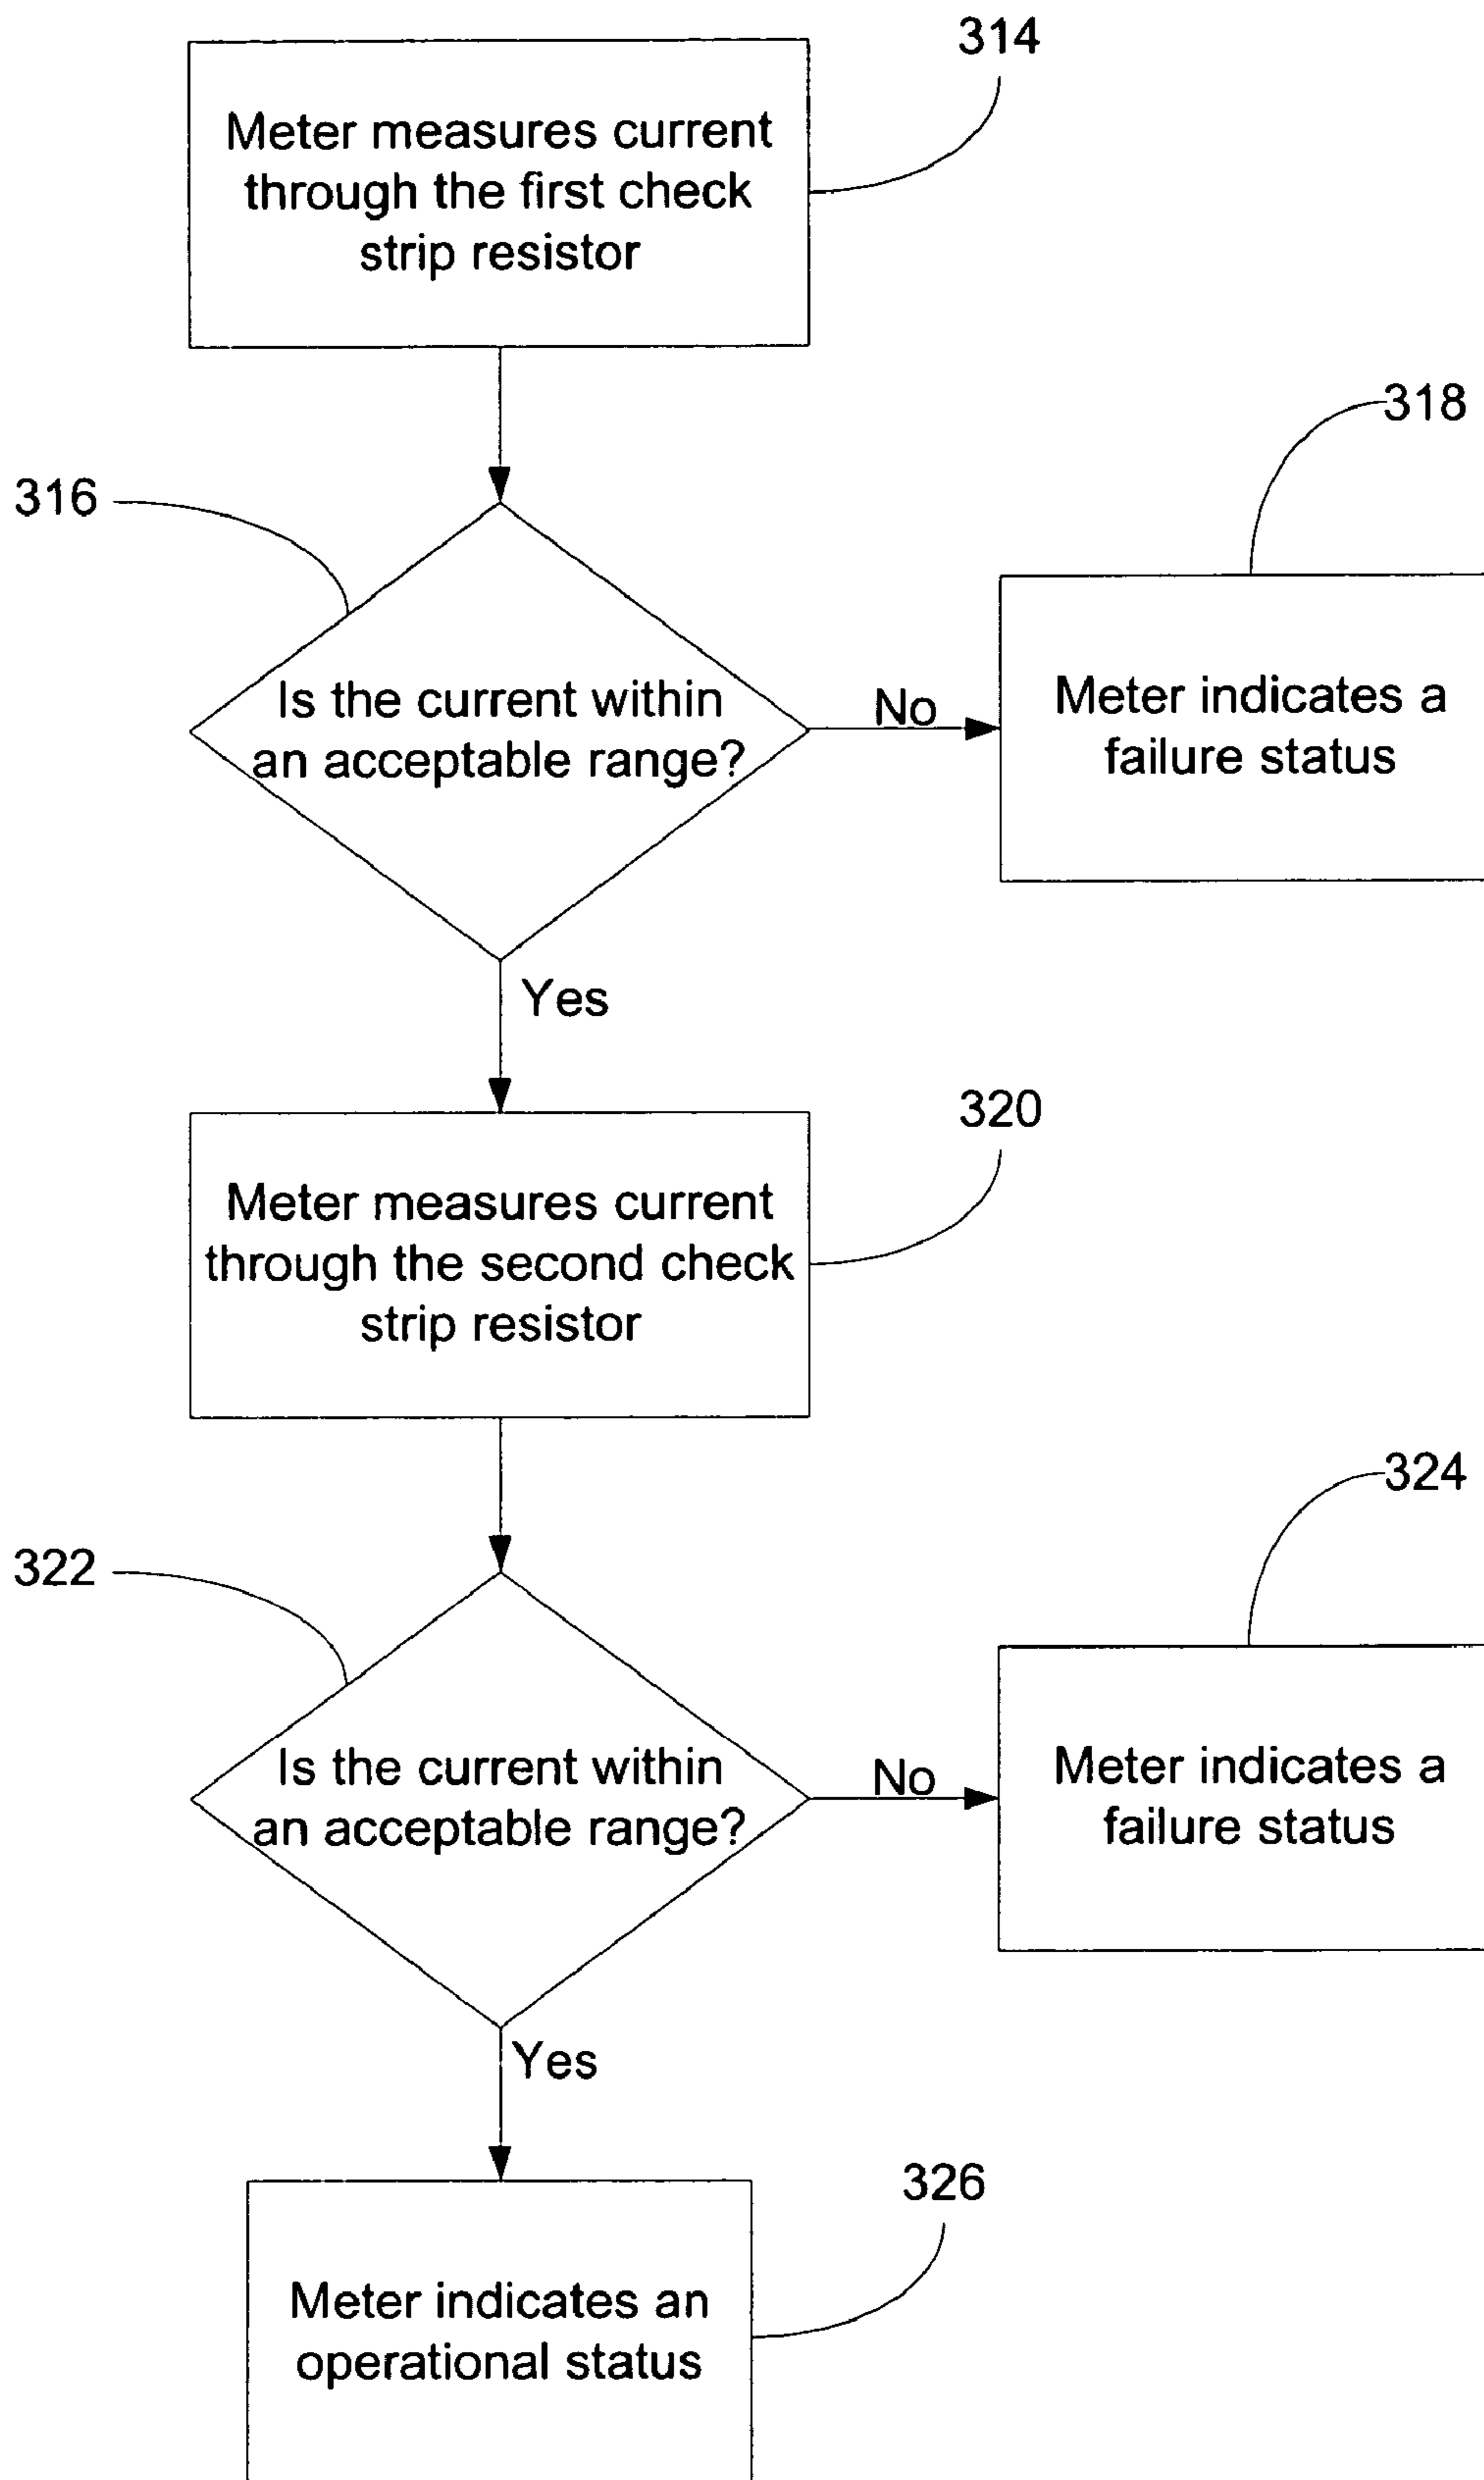 314
Meter measures current
through the first check
strip resistor
318
316
Is the current within
an acceptable range?
No
Meter indicates a
failure status
Yes
320
Meter measures current
through the second check
strip resistor
324
322
Is the current within
an acceptable range?
No
Meter indicates a
failure status
Yes
326
Meter indicates an
operational status